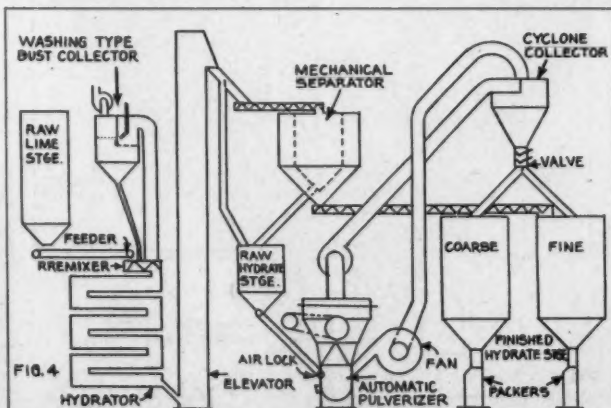 WASHING TYPE
BUST COLLECTOR
CYCLONE
COLLECTOR
MECHANICAL
SEPARATOR
RAW
LIME
STGE.
VALVE
FEEDER
RREMIXER
RAW
HYDRATE
STGE.
COARSE
FINE
FIG. 4
AIR LOCK
ELEVATOR
HYDRATOR
FAN
AUTOMATIC
PULVERIZER
FINISHED
HYDRATE STGE
PACKERS